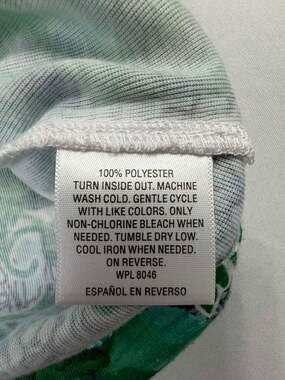 100% POLYESTER
TURN INSIDE OUT. MACHINE
WASH COLD. GENTLE CYCLE
WITH LIKE COLORS. ONLY
NON-CHLORINE BLEACH WHEN
NEEDED. TUMBLE DRY LOW.
COOL IRON WHEN NEEDED.
ON REVERSE.
WPL 8046
ESPAÑOL EN REVERSO